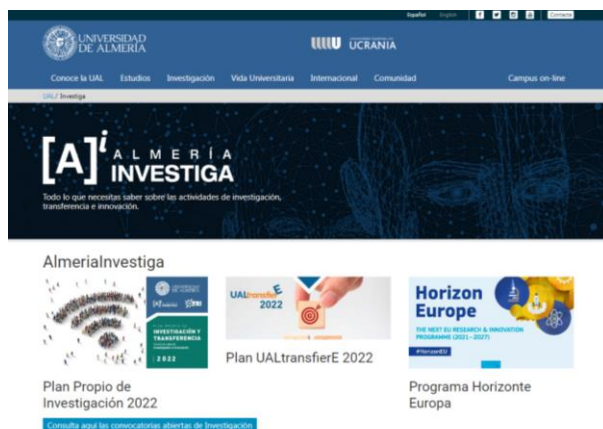 Español English Contacta
UNIVERSIDAD
DE ALMERÍA
UCRANIA
Conoce la UAL Estudios Investigación Vida Universitaria Internacional Comunidad Campus on-line
UAL/ Investiga
[A]i ALMERÍA
INVESTIGA
Todo lo que necesitas saber sobre las actividades de investigación,
transferencia e innovación.
AlmeriaInvestiga
INVESTIGACIÓN Y
TRANSFERENCIA
2022
UALtransfierE
2022
Horizon
Europe
THE NEXT EU RESEARCH & INNOVATION
PROGRAMME (2021 – 2027)
#HorizonEU
Plan Propio de
Investigación 2022
Plan UALtransfierE 2022
Programa Horizonte
Europa
Consulta aquí las convocatorias abiertas de Investigación